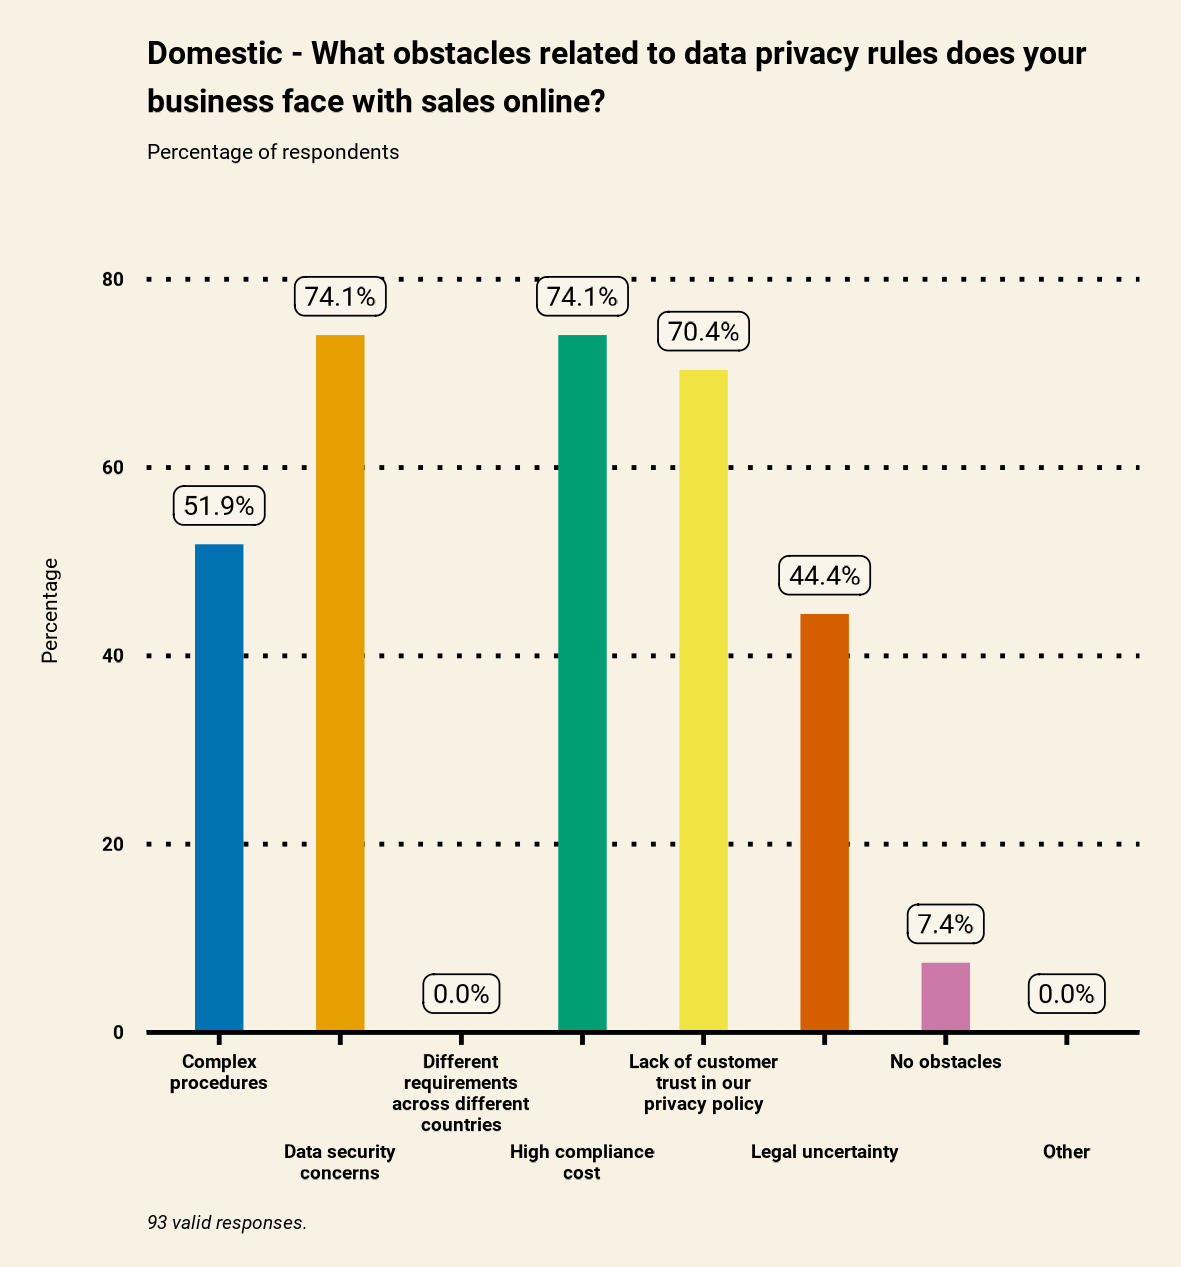 Domestic - What obstacles related to data privacy rules does your
business face with sales online?
Percentage of respondents
Percentage
80
60
40
20
0
51.9%
74.1%
0.0%
74.1%
70.4%
44.4%
7.4%
0.0%
Complex
procedures
Data security
concerns
Different
requirements
across different
countries
High compliance
cost
Lack of customer
trust in our
privacy policy
Legal uncertainty
No obstacles
Other
93 valid responses.